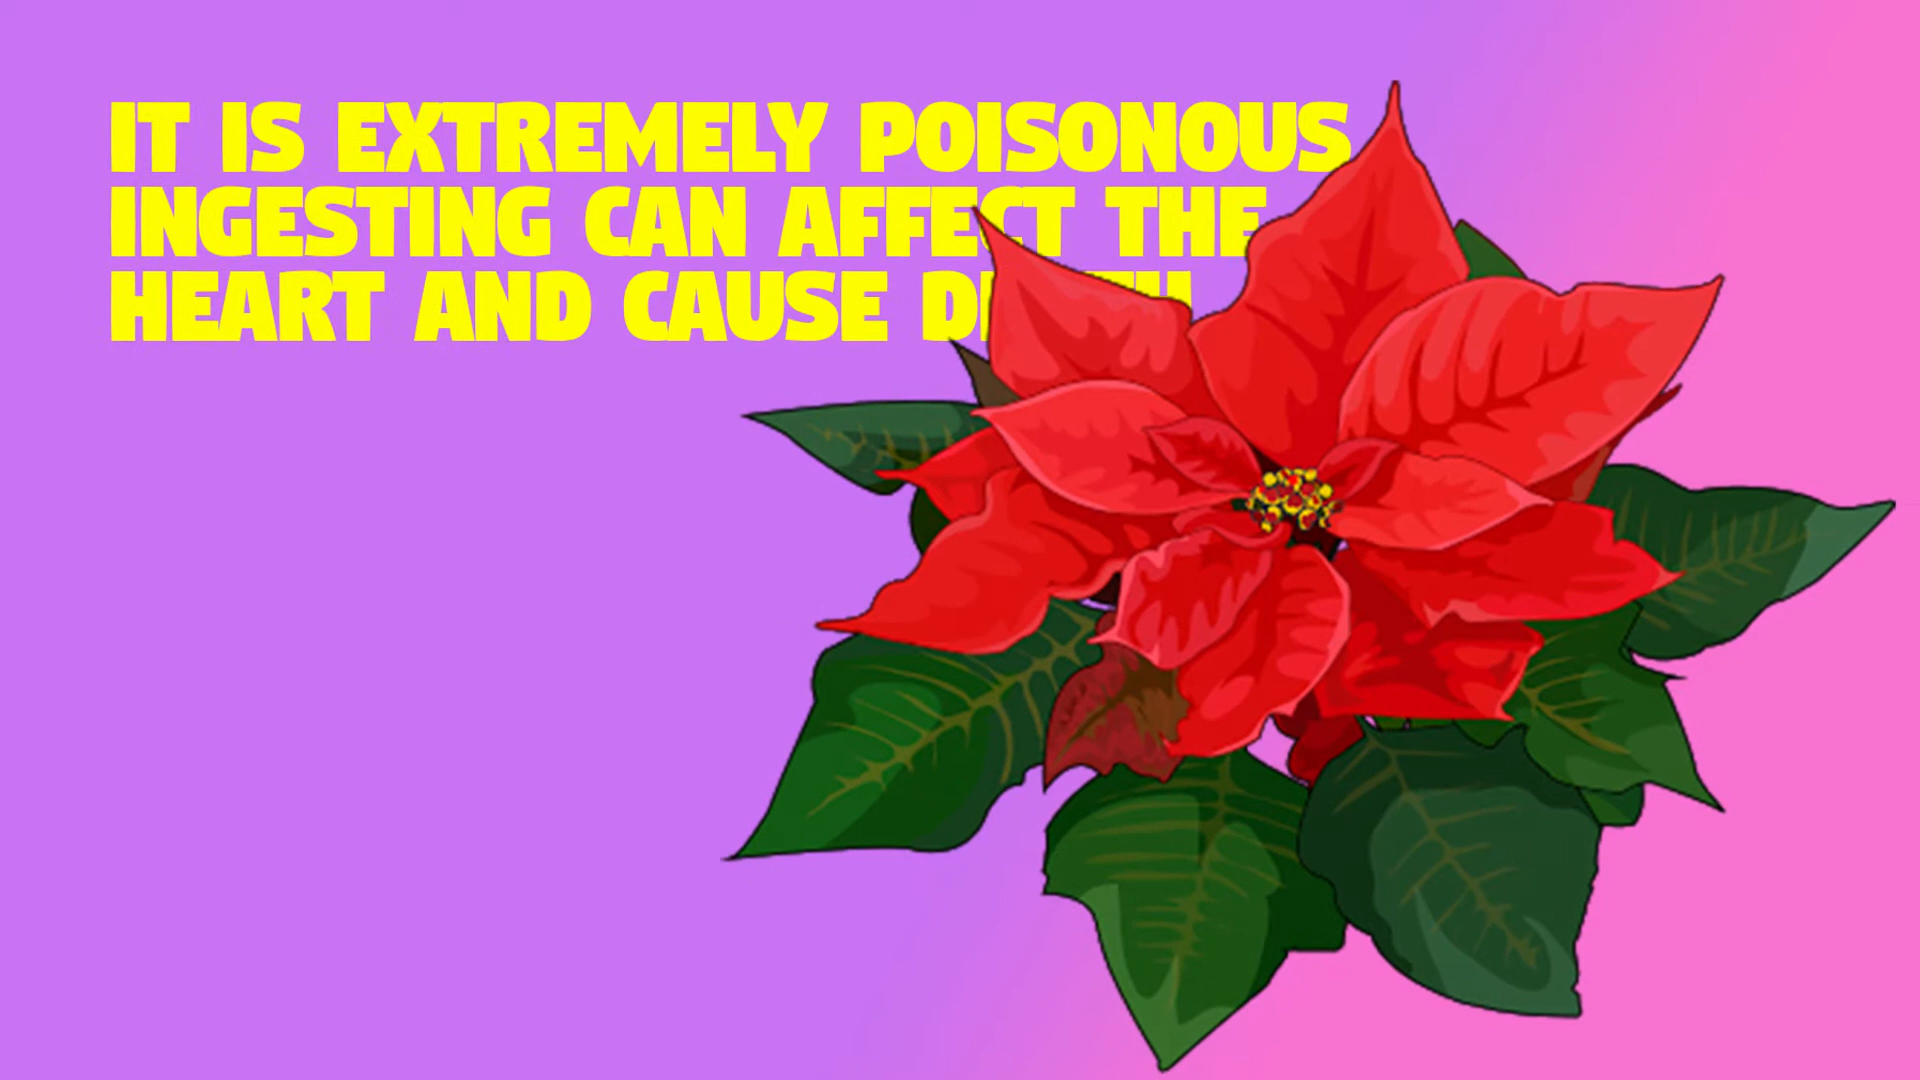 IT IS EXTREMELY POISONOUS
INGESTING CAN AFFECT THE
HEART AND CAUSE